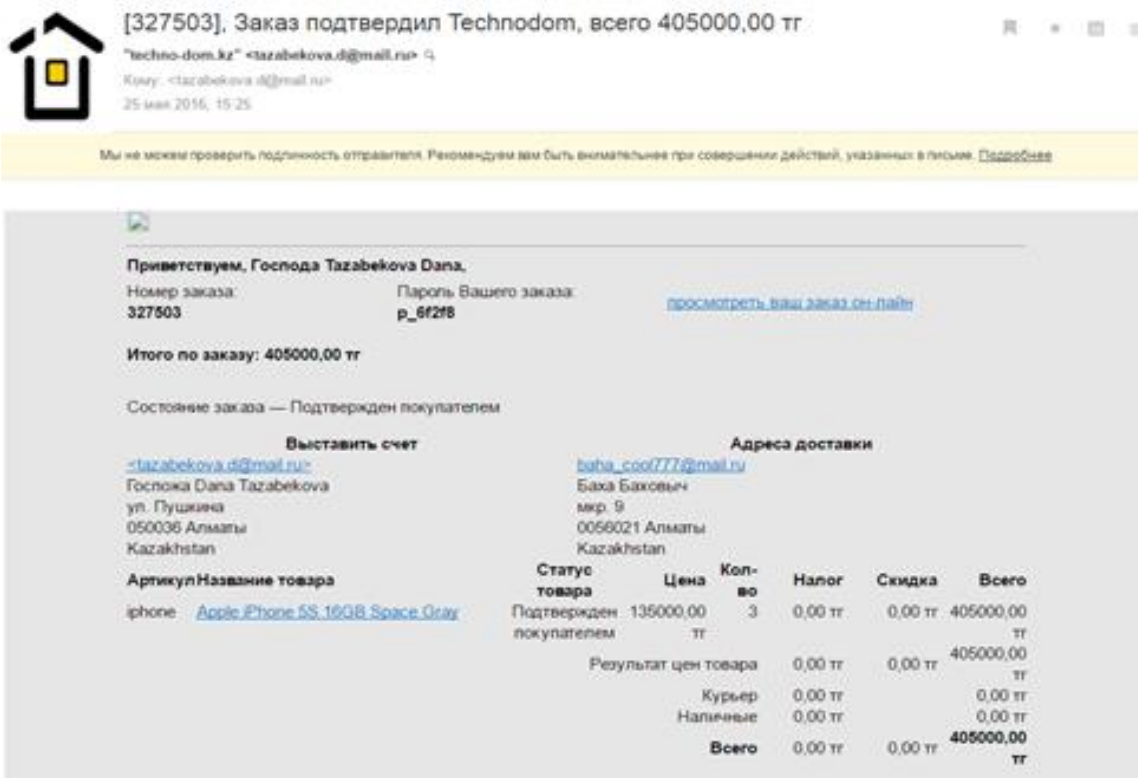 [327503], Заказ подтвердил Technodom, всего 405000,00 тг
"techno-dom.kz" <tazabekova.d@mail.ru>
Кому: <tazabekova.d@mail.ru>
25 мая 2016, 15:25
Мы не можем проверить подлинность отправителя. Рекомендуем вам быть внимательнее при совершении действий, указанных в письме. Подробнее
Приветствуем, Господа Tazabekova Dana,
Номер заказа: Пароль Вашего заказа:
327503 p_6f2f8 просмотреть ваш заказ он-лайн
Итого по заказу: 405000,00 тг
Состояние заказа — Подтвержден покупателем
Выставить счет Адреса доставки
<tazabekova.d@mail.ru> baha_cool777@mail.ru
Госпожа Dana Tazabekova Баха Баховыч
ул. Пушкина мкр. 9
050036 Алматы 0056021 Алматы
Kazakhstan Kazakhstan
Артикул Название товара Статус товара Цена Кол-во Налог Скидка Всего
iphone Apple iPhone 5S 16GB Space Gray Подтвержден покупателем 135000,00 тг 3 0,00 тг 0,00 тг 405000,00 тг
Результат цен товара 0,00 тг 0,00 тг 405000,00 тг
Курьер 0,00 тг 0,00 тг
Наличные 0,00 тг 0,00 тг
Всего 0,00 тг 0,00 тг 405000,00 тг